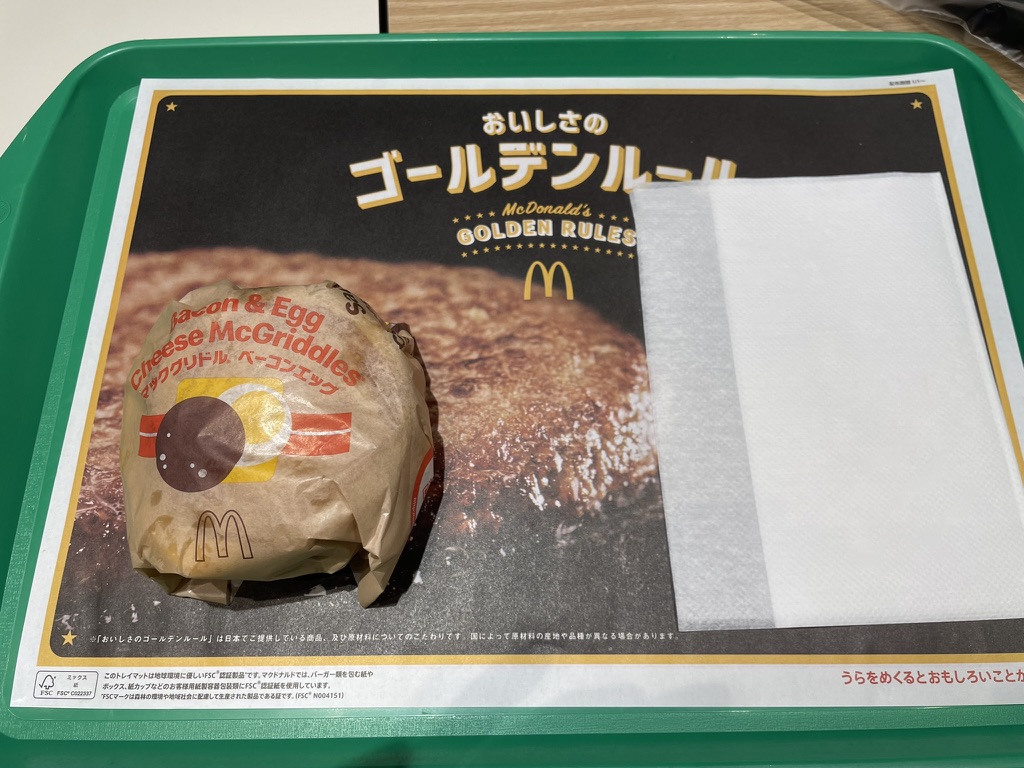 おいしさの
ゴールデンルール
McDonald's
GOLDEN RULES
Bacon & Egg
Cheese McGriddles
マックグリドル ベーコンエッグ
※「おいしさのゴールデンルール」は日本でご提供している商品、及び原材料についてのこだわりです。国によって原材料の産地や品種が異なる場合があります。
FSC
ミックス
紙
FSC® C022337
このトレイマットは地球環境に優しいFSC®認証製品*です。マクドナルドでは、バーガー類を包む紙や
ボックス、紙カップなどのお客様用紙製容器包装類にFSC®認証紙を使用しています。
*FSCマークは森林の環境や地域社会に配慮して生産された製品である証です。(FSC® N004151)
うらをめくるとおもしろいことが